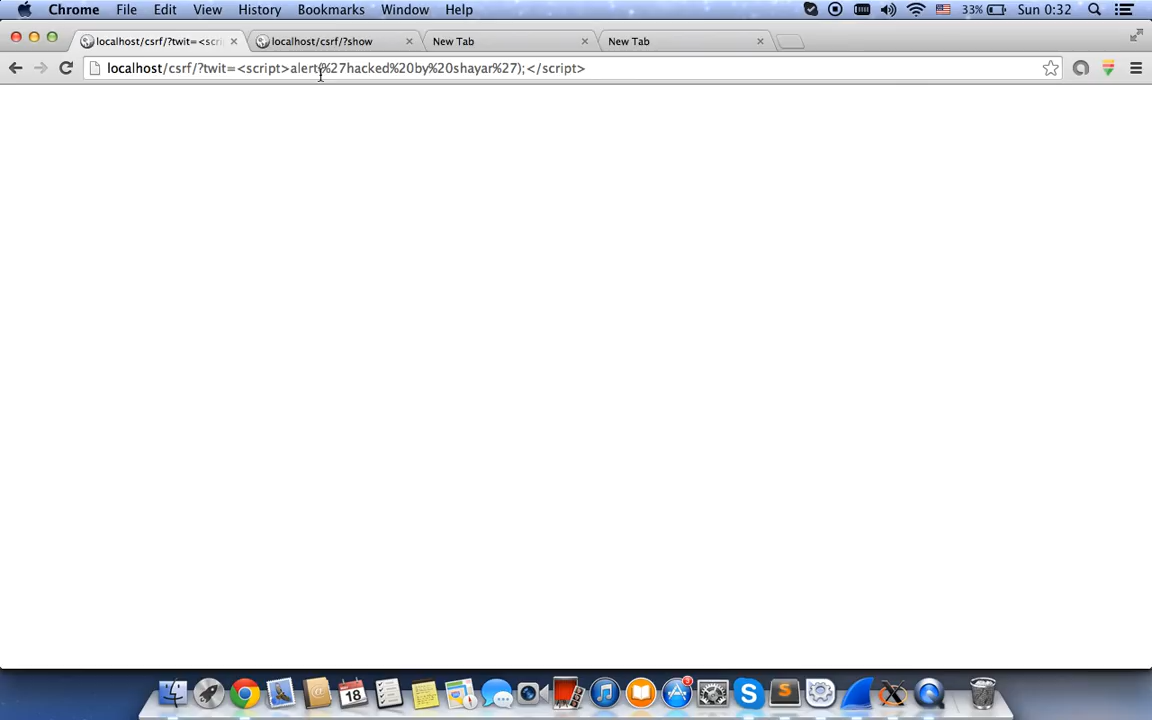 Chrome File Edit View History Bookmarks Window Help 33% Sun 0:32
localhost/csrf/?twit=<scri localhost/csrf/?show New Tab New Tab
localhost/csrf/?twit=<script>alert(%27hacked%20by%20shayar%27);</script>
18
3